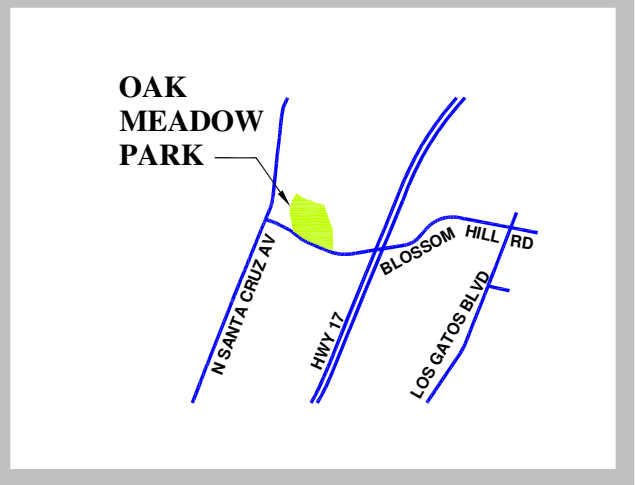 OAK
MEADOW
PARK
N SANTA CRUZ AV
HWY 17
BLOSSOM HILL RD
LOS GATOS BLVD